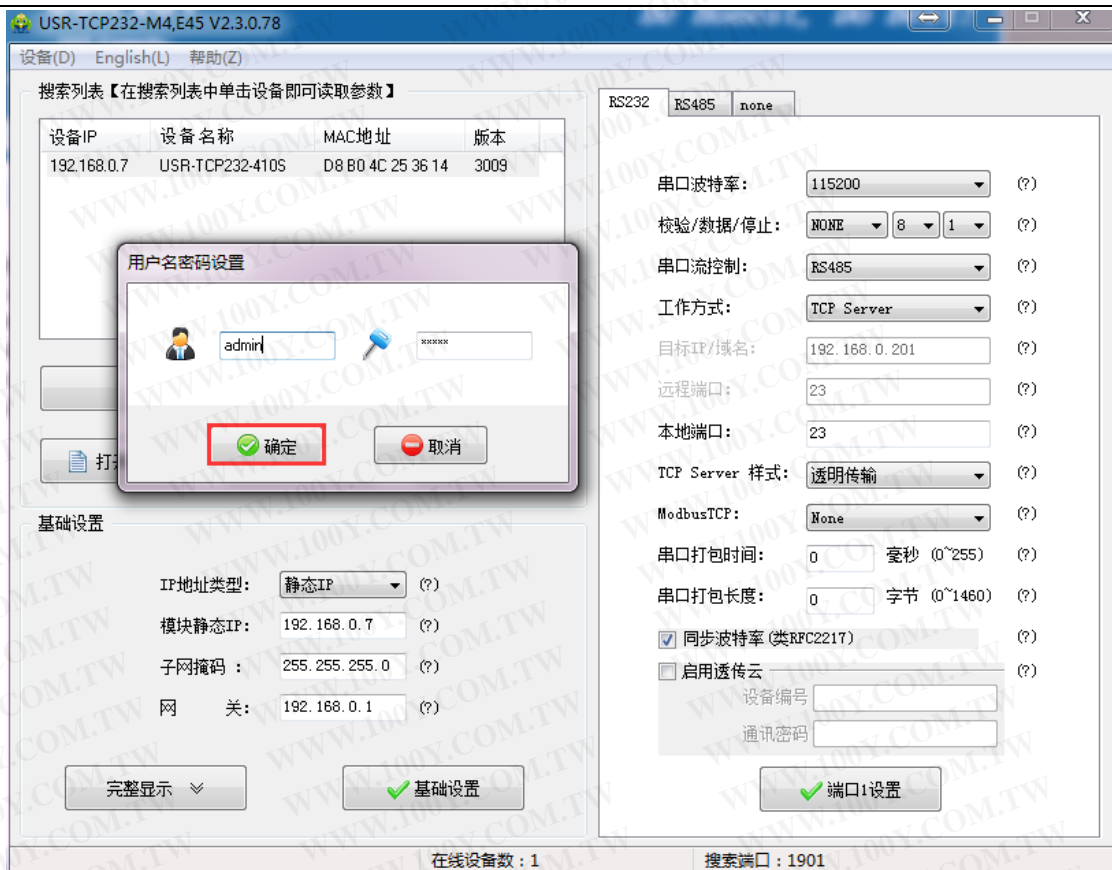 USR-TCP232-M4,E45 V2.3.0.78
设备(D) English(L) 帮助(Z)
搜索列表【在搜索列表中单击设备即可读取参数】
设备IP 设备名称 MAC地址 版本
192.168.0.7 USR-TCP232-410S D8 B0 4C 25 36 14 3009
用户名密码设置
admin *****
确定 取消
打开
基础设置
IP地址类型: 静态IP (?)
模块静态IP: 192.168.0.7 (?)
子网掩码 : 255.255.255.0 (?)
网 关: 192.168.0.1 (?)
完整显示 基础设置
RS232 RS485 none
串口波特率: 115200 (?)
校验/数据/停止: NONE 8 1 (?)
串口流控制: RS485 (?)
工作方式: TCP Server (?)
目标IP/域名: 192.168.0.201 (?)
远程端口: 23 (?)
本地端口: 23 (?)
TCP Server 样式: 透明传输 (?)
ModbusTCP: None (?)
串口打包时间: 0 毫秒 (0~255) (?)
串口打包长度: 0 字节 (0~1460) (?)
同步波特率(类RFC2217) (?)
启用透传云 (?)
设备编号
通讯密码
端口1设置
在线设备数:1 搜索端口:1901
WWW.100Y.COM.TW